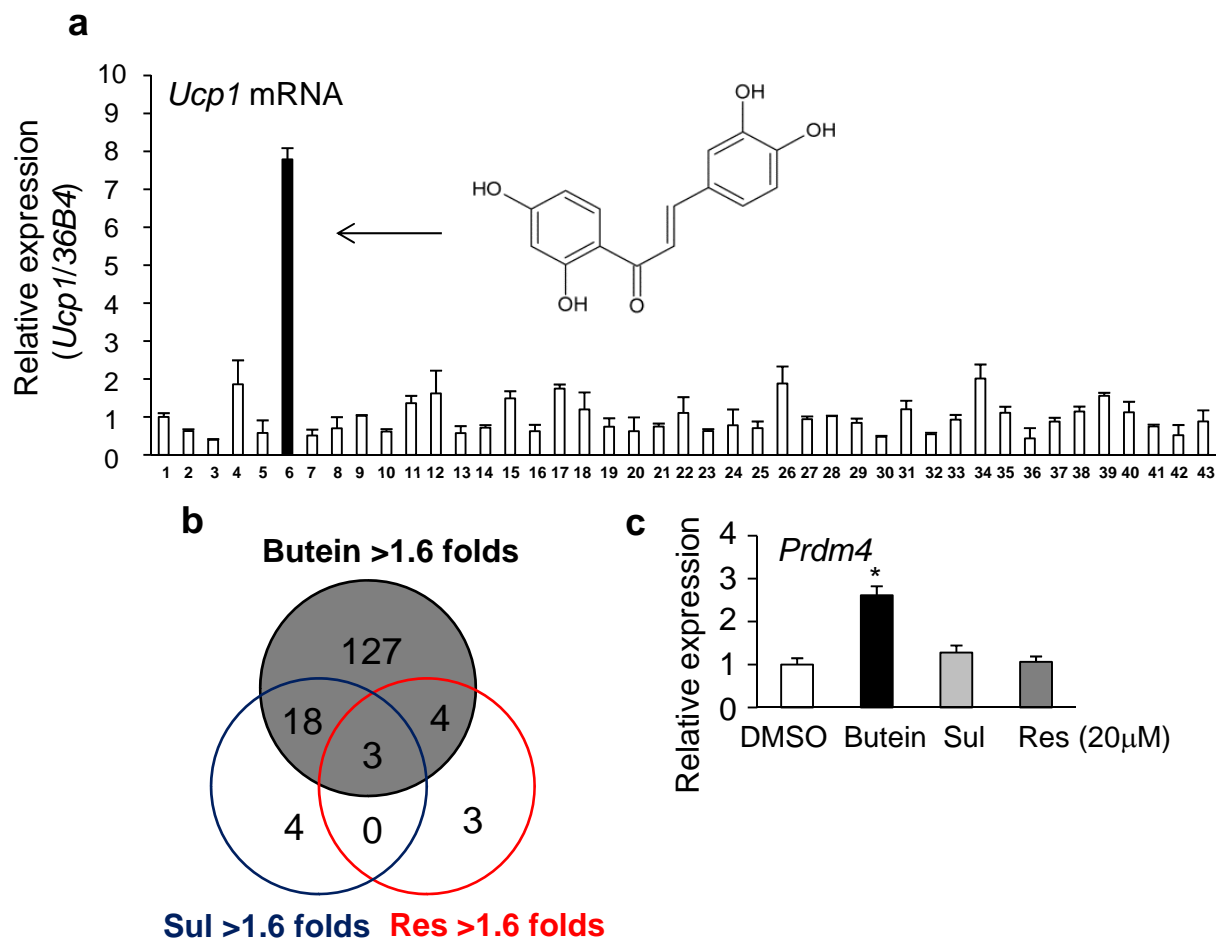 a
Ucp1 mRNA
Relative expression
(Ucp1/36B4)
10
9
8
7
6
5
4
3
2
1
0
OH
OH
HO
OH
O
1 2 3 4 5 6 7 8 9 10 11 12 13 14 15 16 17 18 19 20 21 22 23 24 25 26 27 28 29 30 31 32 33 34 35 36 37 38 39 40 41 42 43
b
Butein >1.6 folds
127
18
4
3
4
0
3
Sul >1.6 folds
Res >1.6 folds
c
Prdm4
Relative expression
4
3
2
1
0
*
DMSO Butein Sul Res (20μM)